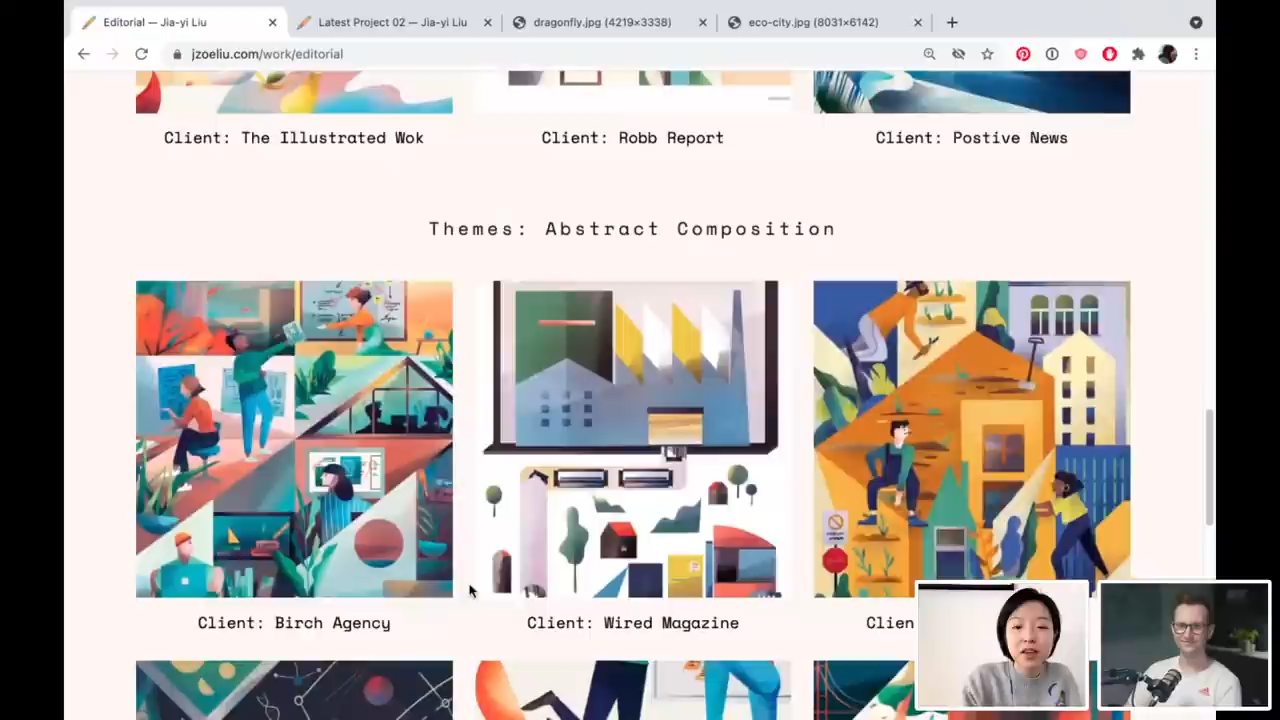 Editorial — Jia-yi Liu
Latest Project 02 — Jia-yi Liu
dragonfly.jpg (4219×3338)
eco-city.jpg (8031×6142)
jzoeliu.com/work/editorial
Client: The Illustrated Wok
Client: Robb Report
Client: Postive News
Themes: Abstract Composition
Client: Birch Agency
Client: Wired Magazine
Clien